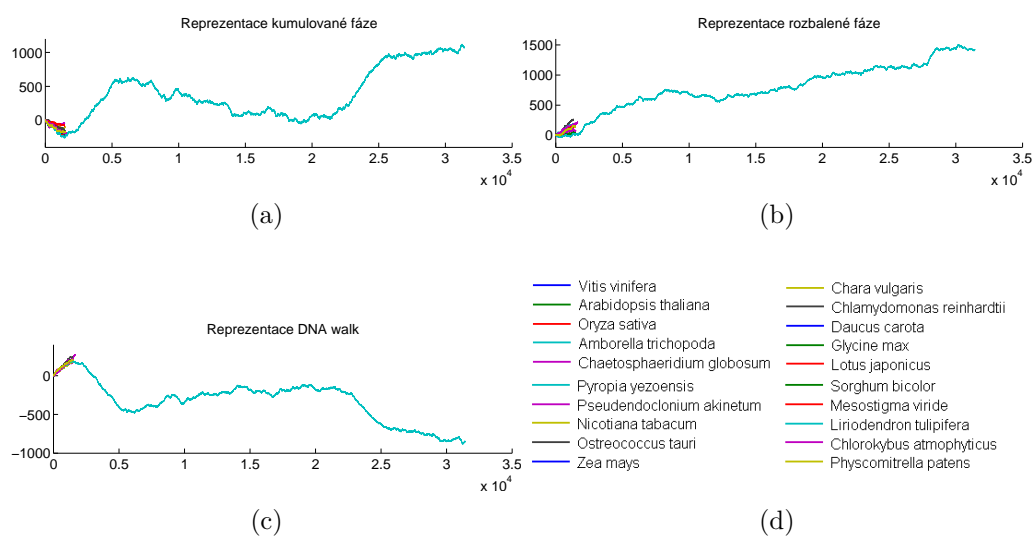 Reprezentace kumulované fáze
1000
500
0
0 0.5 1 1.5 2 2.5 3 3.5
x 10^4
(a)
Reprezentace rozbalené fáze
1500
1000
500
0
0 0.5 1 1.5 2 2.5 3 3.5
x 10^4
(b)
Reprezentace DNA walk
0
−500
−1000
0 0.5 1 1.5 2 2.5 3 3.5
x 10^4
(c)
Vitis vinifera
Arabidopsis thaliana
Oryza sativa
Amborella trichopoda
Chaetosphaeridium globosum
Pyropia yezoensis
Pseudendoclonium akinetum
Nicotiana tabacum
Ostreococcus tauri
Zea mays
Chara vulgaris
Chlamydomonas reinhardtii
Daucus carota
Glycine max
Lotus japonicus
Sorghum bicolor
Mesostigma viride
Liriodendron tulipifera
Chlorokybus atmophyticus
Physcomitrella patens
(d)